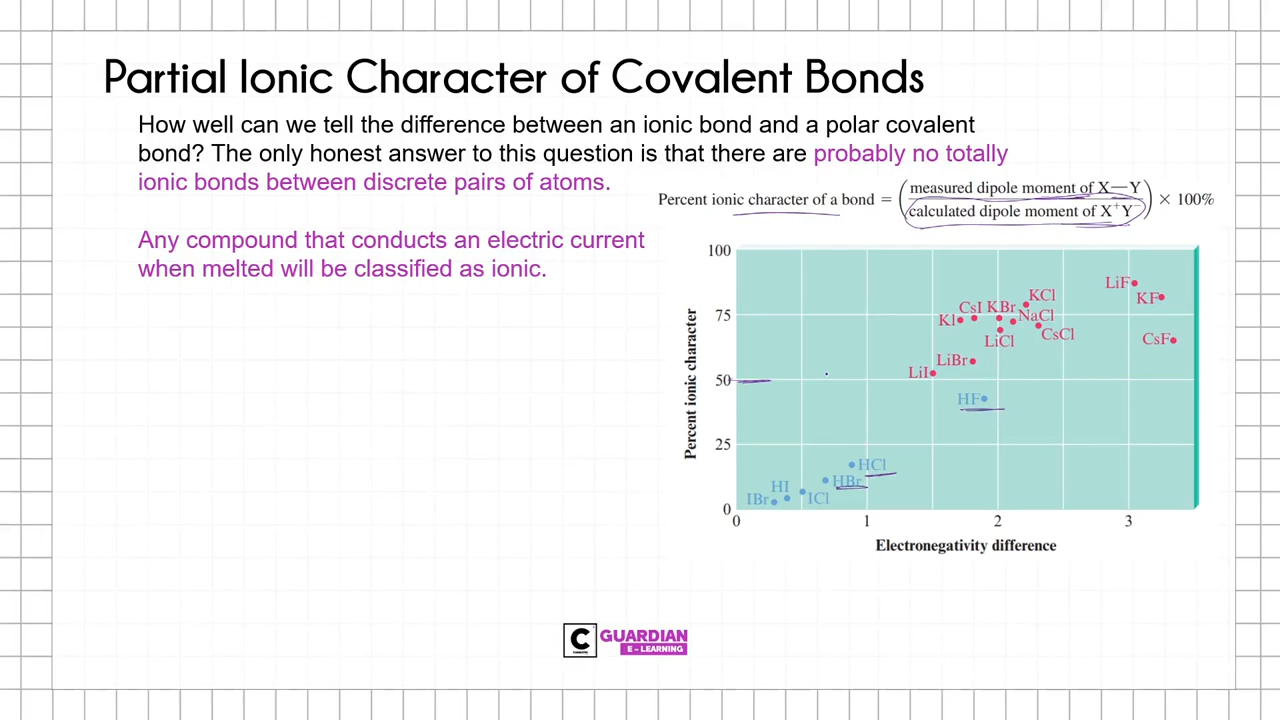 Partial Ionic Character of Covalent Bonds
How well can we tell the difference between an ionic bond and a polar covalent
bond? The only honest answer to this question is that there are probably no totally
ionic bonds between discrete pairs of atoms.
Percent ionic character of a bond = (measured dipole moment of X—Y / calculated dipole moment of X⁺Y⁻) × 100%
Any compound that conducts an electric current
when melted will be classified as ionic.
Percent ionic character
100
75
50
25
0
LiF
KF
CsF
KCl
CsI KBr
KI
NaCl
CsCl
LiCl
LiBr
LiI
HF
HCl
HBr
HI
IBr
ICl
0
1
2
3
Electronegativity difference
C
GUARDIAN
E - LEARNING